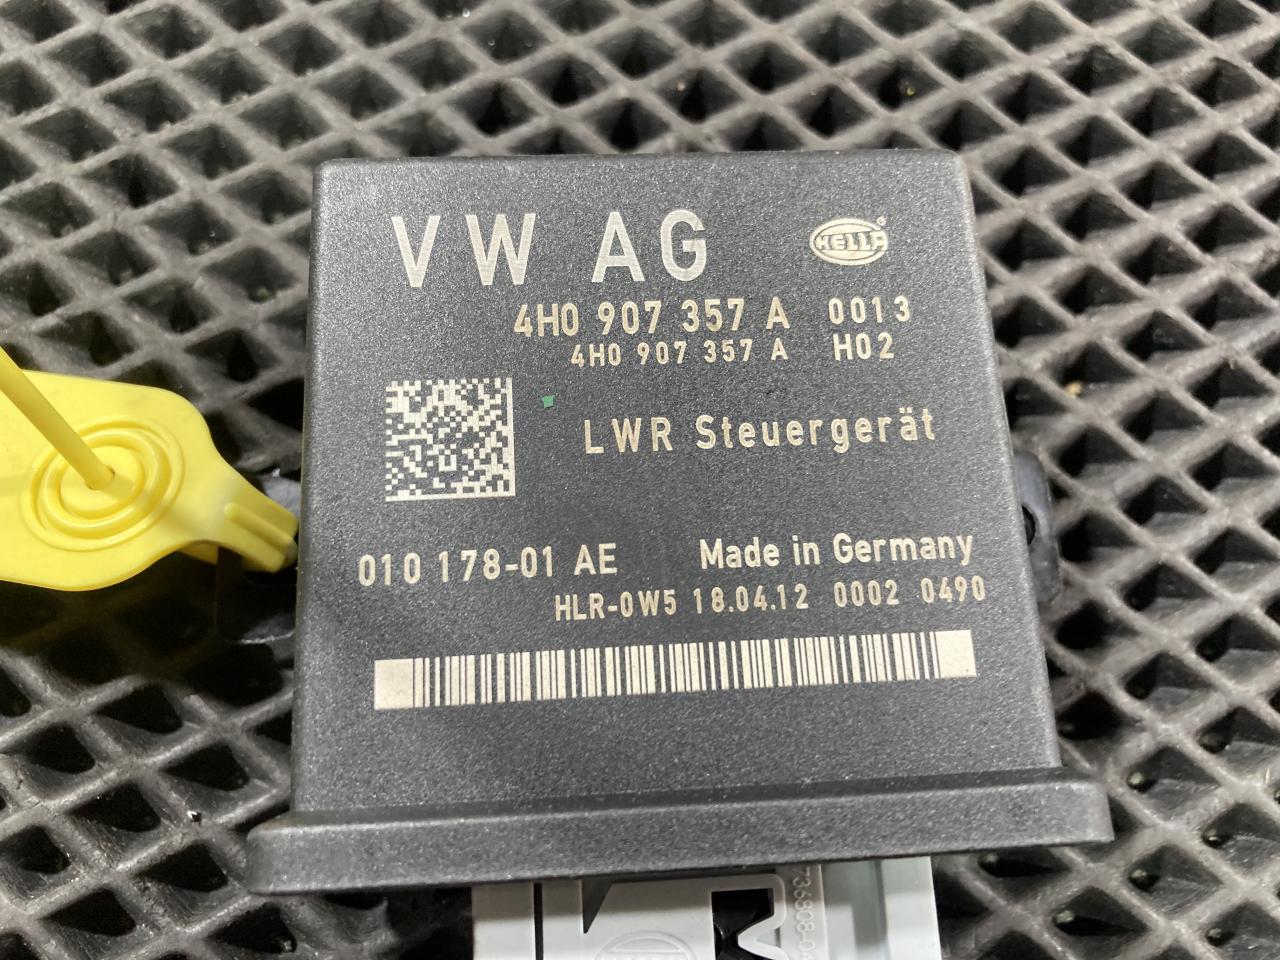 VW AG
HELLA
4H0 907 357 A 0013
4H0 907 357 A H02
LWR Steuergerät
010 178-01 AE Made in Germany
HLR-0W5 18.04.12 0002 0490